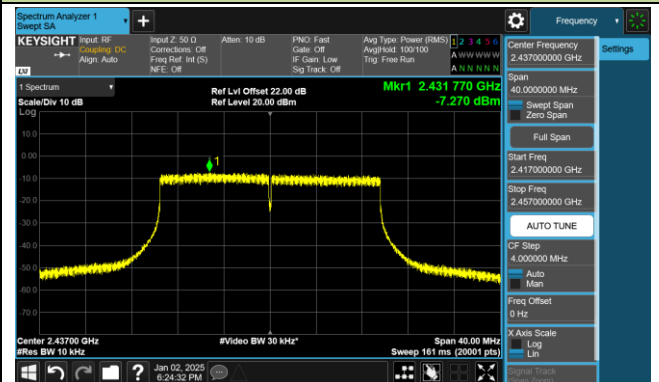 Spectrum Analyzer 1
Swept SA
+
Frequency
KEYSIGHT
Input: RF
Coupling: DC
Align: Auto
Input Z: 50 Ω
Corrections: Off
Freq Ref: Int (S)
NFE: Off
Atten: 10 dB
PNO: Fast
Gate: Off
IF Gain: Low
Sig Track: Off
Avg Type: Power (RMS)
Avg|Hold: 100/100
Trig: Free Run
1 2 3 4 5 6
A W W W W W
A N N N N N
LXI
1 Spectrum
Scale/Div 10 dB
Log
Ref Lvl Offset 22.00 dB
Ref Level 20.00 dBm
Mkr1 2.431 770 GHz
-7.270 dBm
10.0
0.00
-10.0
-20.0
-30.0
-40.0
-50.0
-60.0
-70.0
1
Center 2.43700 GHz
#Res BW 10 kHz
#Video BW 30 kHz*
Span 40.00 MHz
Sweep 161 ms (20001 pts)
Jan 02, 2025
6:24:32 PM
?
Center Frequency
2.437000000 GHz
Settings
Span
40.0000000 MHz
Swept Span
Zero Span
Full Span
Start Freq
2.417000000 GHz
Stop Freq
2.457000000 GHz
AUTO TUNE
CF Step
4.000000 MHz
Auto
Man
Freq Offset
0 Hz
X Axis Scale
Log
Lin
Signal Track
(Span Zoom)